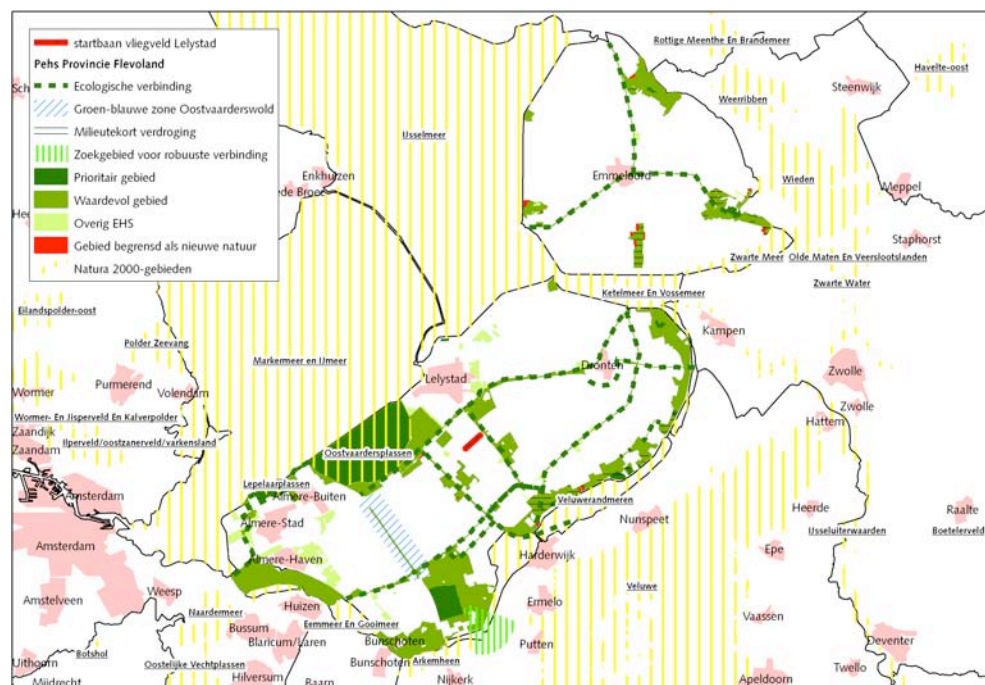 startbaan vliegveld Lelystad
Pehs Provincie Flevoland
Ecologische verbinding
Groen-blauwe zone Oostvaarderswold
Milieutekort verdroging
Zoekgebied voor robuuste verbinding
Prioritair gebied
Waardevol gebied
Overig EHS
Gebied begrensd als nieuwe natuur
Natura 2000-gebieden
Rottige Meenthe En Brandemeer
Havelte-oost
Steenwijk
Weerribben
IJsselmeer
Enkhuizen
ede Broec
Emmeloord
Wieden
Meppel
Staphorst
Zwarte Meer
Olde Maten En Veerslootslanden
Zwarte Water
Ketelmeer En Vossemeer
Eilandspolder-oost
Kampen
Polder Zeevang
Markermeer en IJmeer
Dronten
Lelystad
Zwolle
Purmerend
Volendam
Wormer
Zwolle
Wormer- En Jisperveld En Kalverpolder
Hattem
Zaandijk
Ilperveld/oostzanerveld/varkensland
Zaandam
Oostvaardersplassen
Lepelaarplassen
Amsterdam
Almere-Buiten
Veluwerandmeren
Almere-Stad
Nunspeet
Heerde
Raalte
IJsseluiterwaarden
Boetelerveld
Amsterdam
Almere-Haven
Harderwijk
Epe
Veluwe
Amstelveen
Weesp
Huizen
Ermelo
Naardermeer
Vaassen
Bussum
Eemmeer En Gooimeer
Blaricum/Laren
Bunschoten
Putten
Deventer
Botshol
Uithoorn
Oostelijke Vechtplassen
Bunschoten
Arkemheen
Twello
Mijdrecht
Hilversum
Baarn
Nijkerk
Apeldoorn